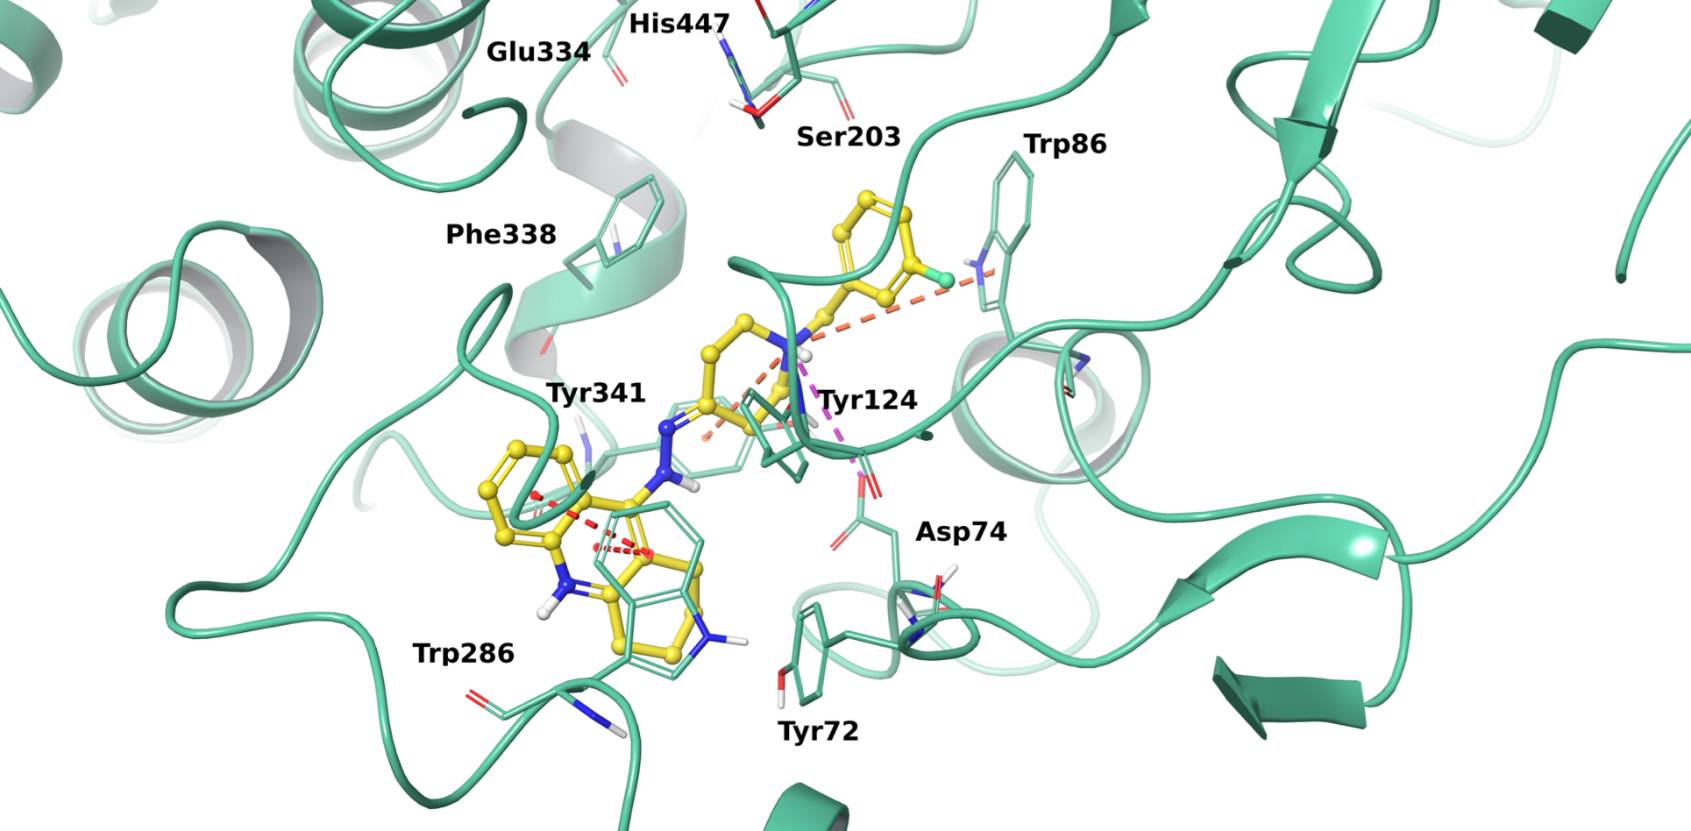 His447
Glu334
Ser203
Trp86
Phe338
Tyr341
Tyr124
Asp74
Trp286
Tyr72